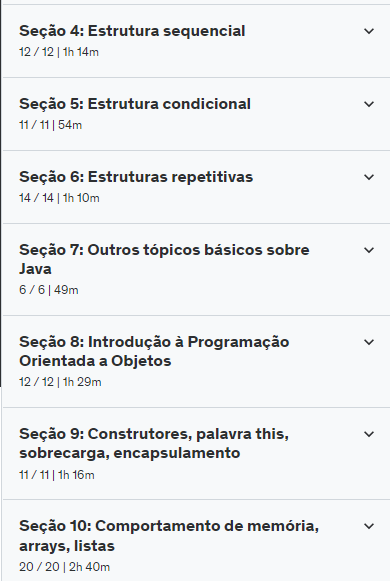 Seção 4: Estrutura sequencial
12 / 12 | 1h 14m
Seção 5: Estrutura condicional
11 / 11 | 54m
Seção 6: Estruturas repetitivas
14 / 14 | 1h 10m
Seção 7: Outros tópicos básicos sobre
Java
6 / 6 | 49m
Seção 8: Introdução à Programação
Orientada a Objetos
12 / 12 | 1h 29m
Seção 9: Construtores, palavra this,
sobrecarga, encapsulamento
11 / 11 | 1h 16m
Seção 10: Comportamento de memória,
arrays, listas
20 / 20 | 2h 40m